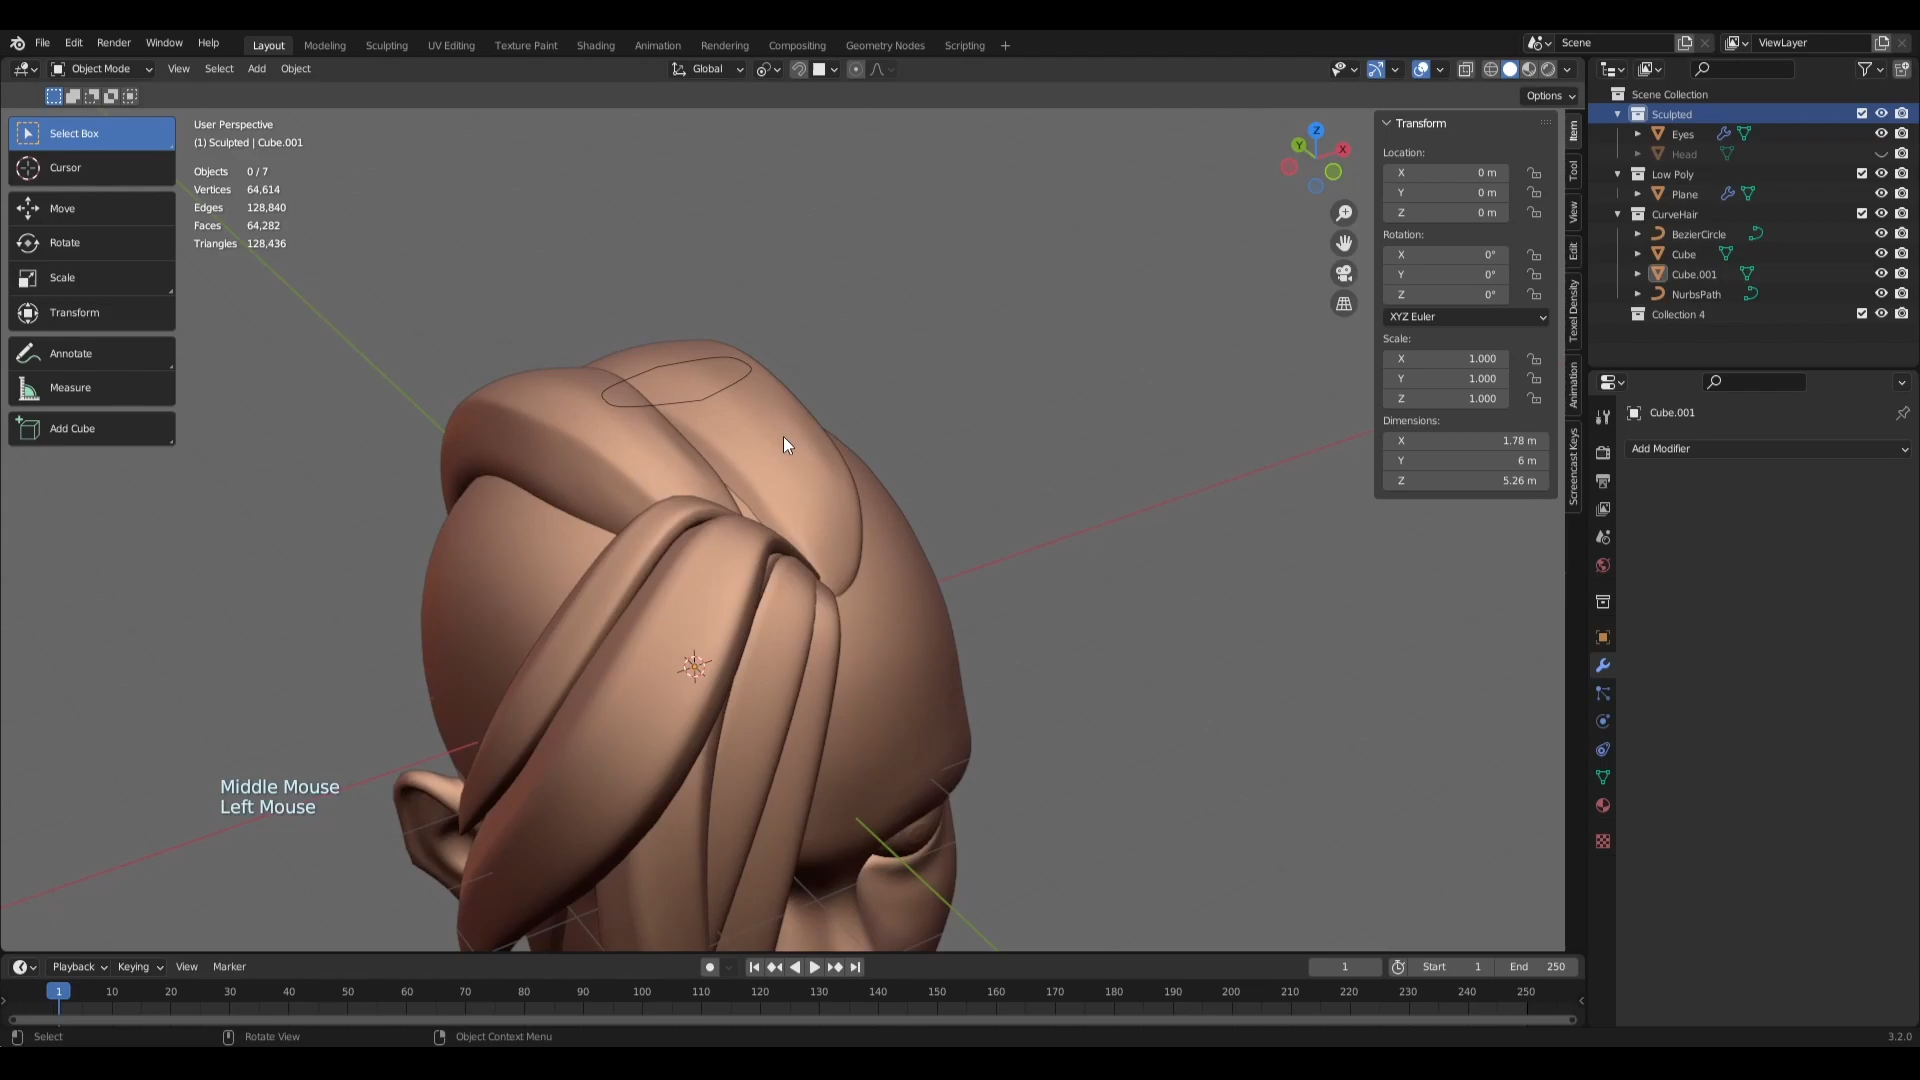 File Edit Render Window Help Layout Modeling Sculpting UV Editing Texture Paint Shading Animation Rendering Compositing Geometry Nodes Scripting + Scene ViewLayer
Object Mode View Select Add Object Global
Options
Select Box
Cursor
Move
Rotate
Scale
Transform
Annotate
Measure
Add Cube
User Perspective
(1) Sculpted | Cube.001
Objects 0 / 7
Vertices 64,614
Edges 128,840
Faces 64,282
Triangles 128,436
Middle Mouse
Left Mouse
Z
Y
X
Transform
Location:
X 0 m
Y 0 m
Z 0 m
Rotation:
X 0°
Y 0°
Z 0°
XYZ Euler
Scale:
X 1.000
Y 1.000
Z 1.000
Dimensions:
X 1.78 m
Y 6 m
Z 5.26 m
Item
Tool
View
Edit
Texel Density
Animation
Screencast Keys
Scene Collection
Sculpted
Eyes
Head
Low Poly
Plane
CurveHair
BezierCircle
Cube
Cube.001
NurbsPath
Collection 4
Cube.001
Add Modifier
Playback Keying View Marker 1 Start 1 End 250
1 10 20 30 40 50 60 70 80 90 100 110 120 130 140 150 160 170 180 190 200 210 220 230 240 250
Select Rotate View Object Context Menu 3.2.0